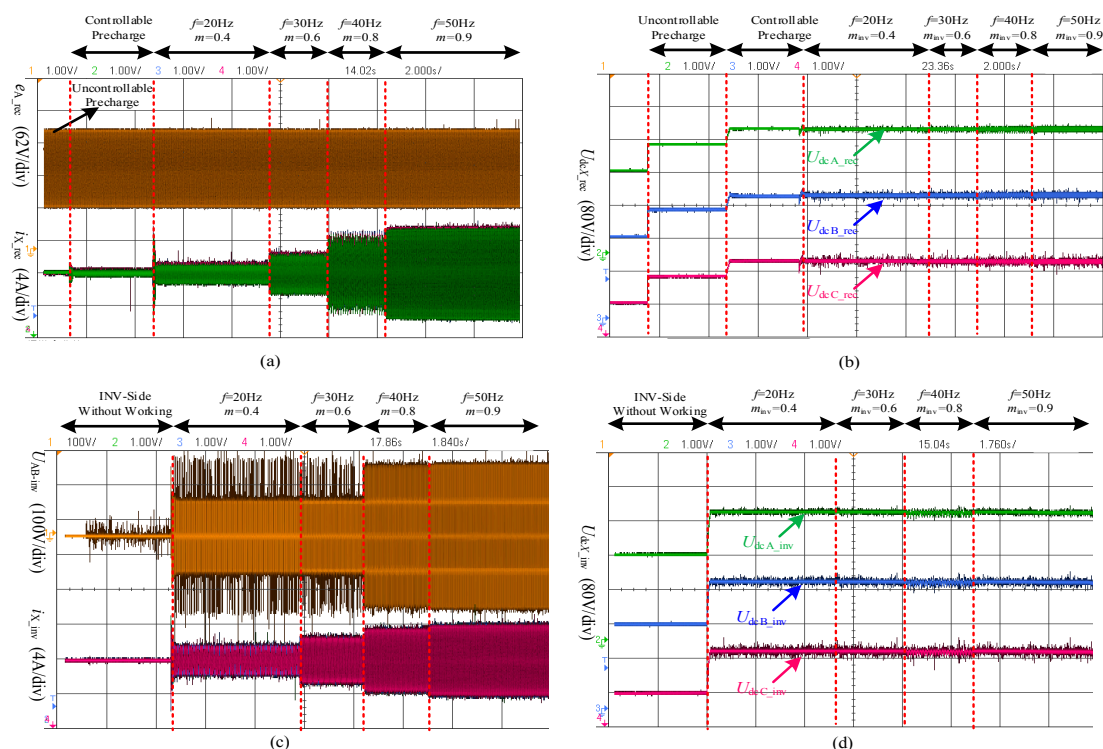 Controllable
Precharge
f=20Hz
m=0.4
f=30Hz
m=0.6
f=40Hz
m=0.8
f=50Hz
m=0.9
1 1.00V/ 2 1.00V/ 3 1.00V/ 4 1.00V/ 14.02s 2.000s/
Uncontrollable
Precharge
eA_rec (62V/div)
iX_rec (4A/div)
(a)
Uncontrollable
Precharge
Controllable
Precharge
f=20Hz
minv=0.4
f=30Hz
minv=0.6
f=40Hz
minv=0.8
f=50Hz
minv=0.9
1 1.00V/ 2 1.00V/ 3 1.00V/ 4 1.00V/ 23.36s 2.000s/
UdcX_rec (80V/div)
UdcA_rec
UdcB_rec
UdcC_rec
(b)
INV-Side
Without Working
f=20Hz
m=0.4
f=30Hz
m=0.6
f=40Hz
m=0.8
f=50Hz
m=0.9
1 100V/ 2 1.00V/ 3 1.00V/ 4 1.00V/ 17.86s 1.840s/
UAB-inv (100V/div)
iX_inv (4A/div)
(c)
INV-Side
Without Working
f=20Hz
minv=0.4
f=30Hz
minv=0.6
f=40Hz
minv=0.8
f=50Hz
minv=0.9
1 2 1.00V/ 3 1.00V/ 4 1.00V/ 15.04s 1.760s/
UdcX_inv (80V/div)
UdcA_inv
UdcB_inv
UdcC_inv
(d)